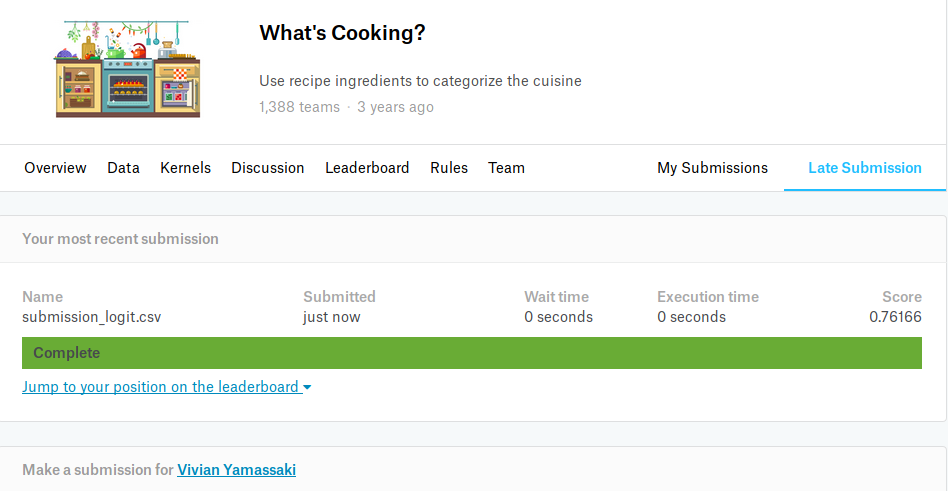 What's Cooking?
Use recipe ingredients to categorize the cuisine
1,388 teams · 3 years ago
Overview Data Kernels Discussion Leaderboard Rules Team My Submissions Late Submission
Your most recent submission
Name Submitted Wait time Execution time Score
submission_logit.csv just now 0 seconds 0 seconds 0.76166
Complete
Jump to your position on the leaderboard
Make a submission for Vivian Yamassaki